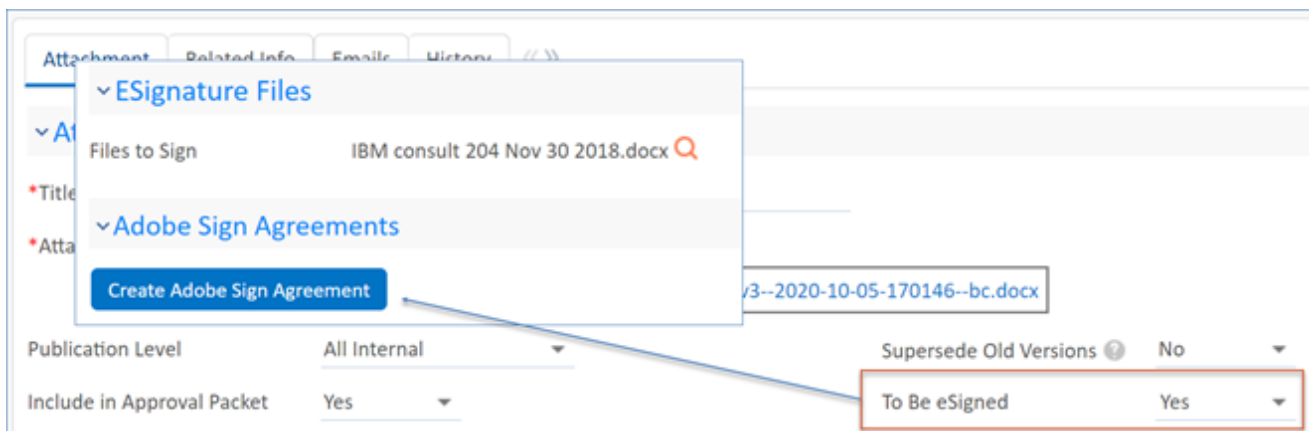 Attachment Related Info Emails History
ESignature Files
Files to Sign IBM consult 204 Nov 30 2018.docx
Adobe Sign Agreements
Create Adobe Sign Agreement
*Title
*Atta
v3--2020-10-05-170146--bc.docx
Publication Level All Internal Supersede Old Versions ? No
Include in Approval Packet Yes To Be eSigned Yes